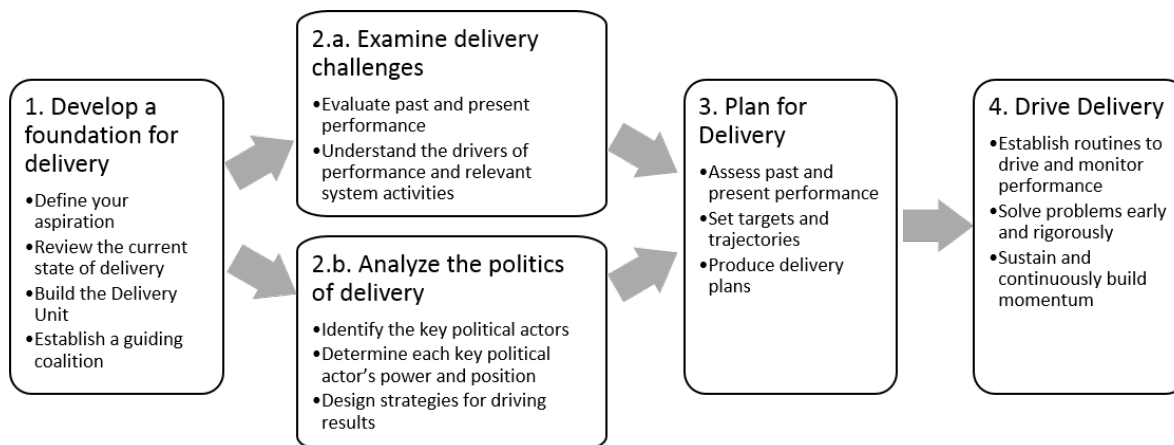 1. Develop a
foundation for
delivery
•Define your
aspiration
•Review the current
state of delivery
•Build the Delivery
Unit
•Establish a guiding
coalition
2.a. Examine delivery
challenges
•Evaluate past and present
performance
•Understand the drivers of
performance and relevant
system activities
2.b. Analyze the politics
of delivery
•Identify the key political actors
•Determine each key political
actor’s power and position
•Design strategies for driving
results
3. Plan for
Delivery
•Assess past and
present performance
•Set targets and
trajectories
•Produce delivery
plans
4. Drive Delivery
•Establish routines to
drive and monitor
performance
•Solve problems early
and rigorously
•Sustain and
continuously build
momentum